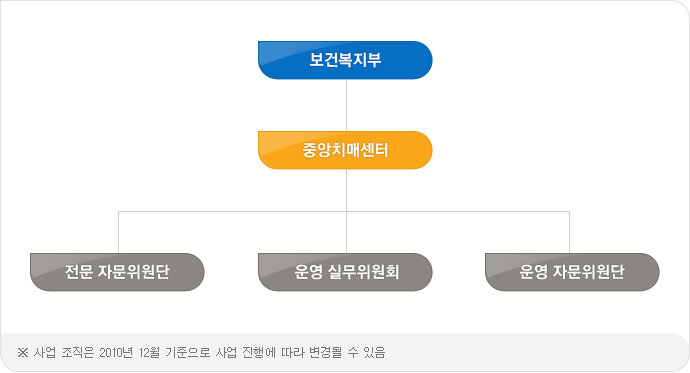 보건복지부
중앙치매센터
전문 자문위원단
운영 실무위원회
운영 자문위원단
※ 사업 조직은 2010년 12월 기준으로 사업 진행에 따라 변경될 수 있음